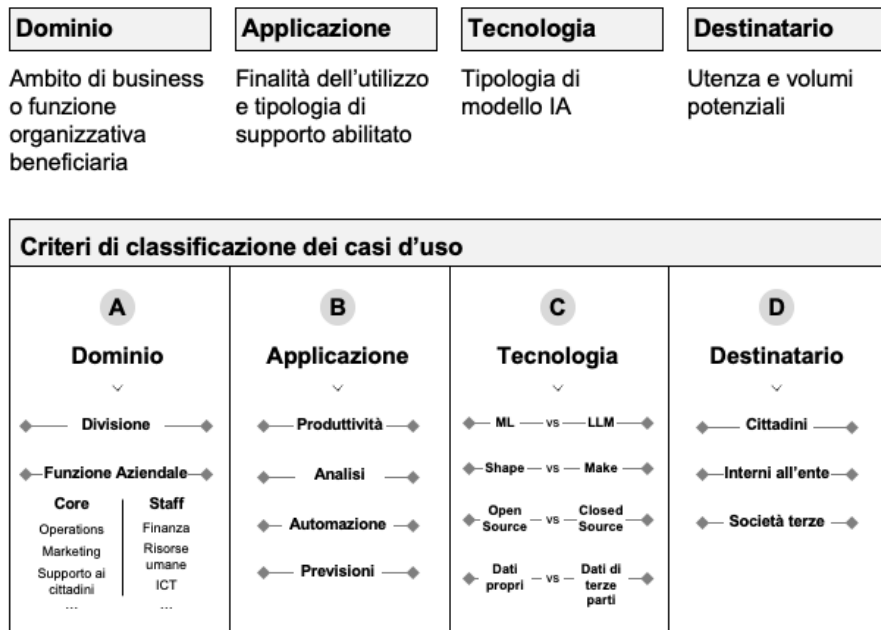 Dominio
Applicazione
Tecnologia
Destinatario
Ambito di business
o funzione
organizzativa
beneficiaria
Finalità dell'utilizzo
e tipologia di
supporto abilitato
Tipologia di
modello IA
Utenza e volumi
potenziali
Criteri di classificazione dei casi d'uso
A
Dominio
Divisione
Funzione Aziendale
Core
Operations
Marketing
Supporto ai
cittadini
...
Staff
Finanza
Risorse
umane
ICT
...
B
Applicazione
Produttività
Analisi
Automazione
Previsioni
C
Tecnologia
ML vs LLM
Shape vs Make
Open
Source
vs
Closed
Source
Dati
propri
vs
Dati di
terze
parti
D
Destinatario
Cittadini
Interni all'ente
Società terze